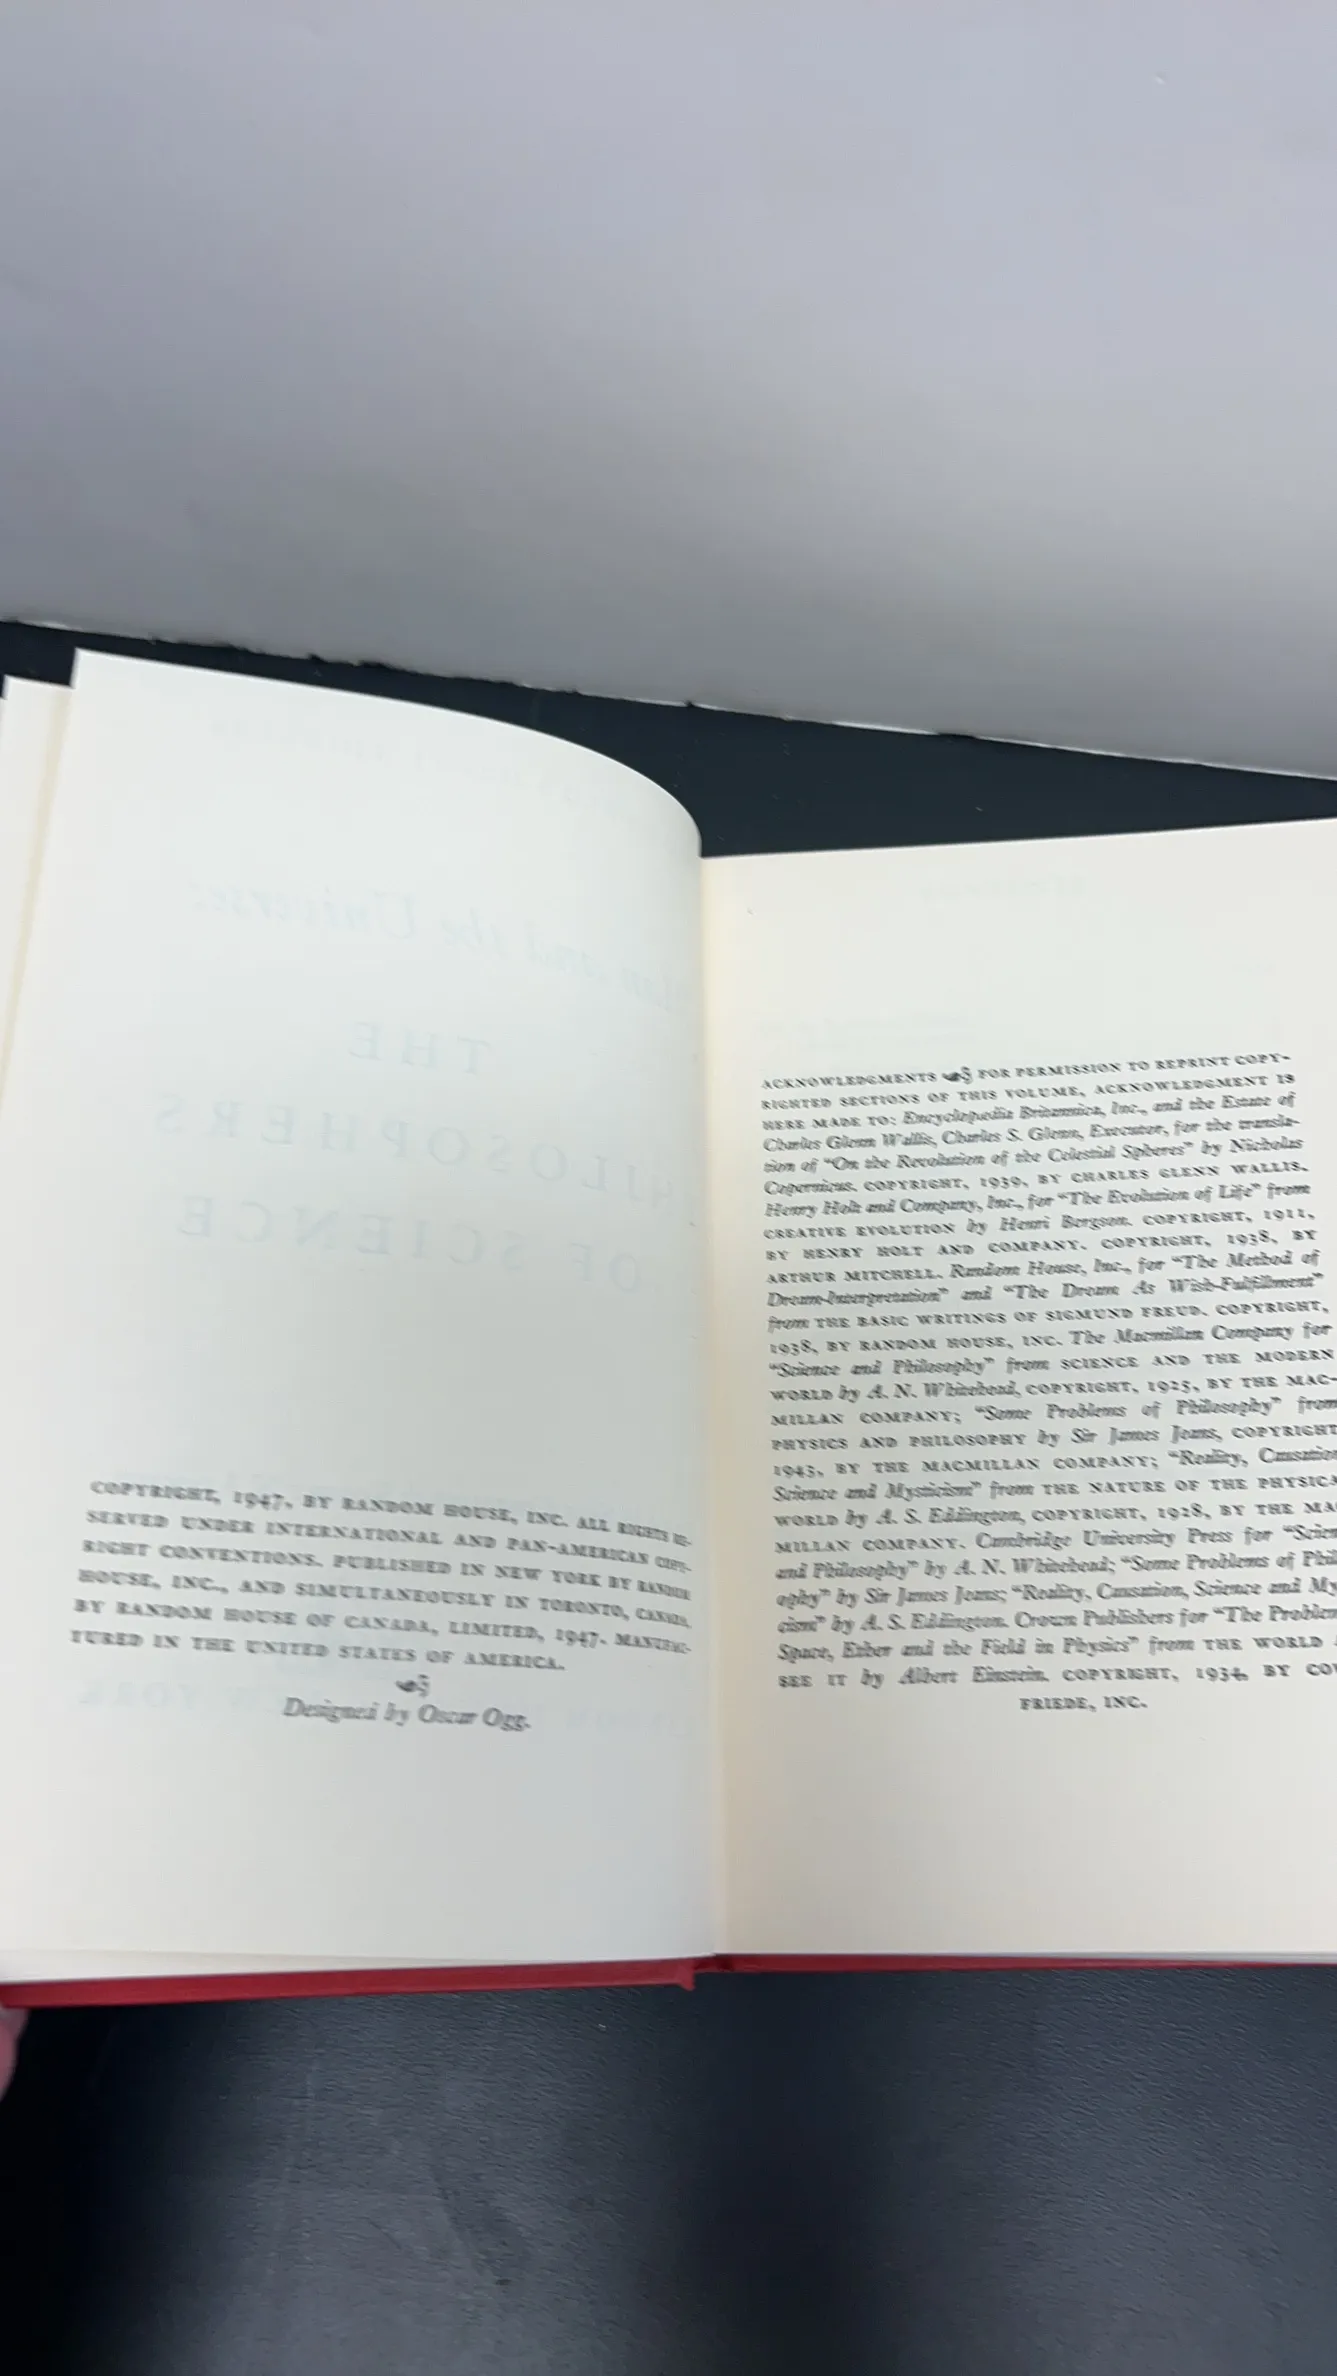 COPYRIGHT, 1947, BY RANDOM HOUSE, INC. ALL RIGHTS RE-
SERVED UNDER INTERNATIONAL AND PAN-AMERICAN COPY-
RIGHT CONVENTIONS. PUBLISHED IN NEW YORK BY RANDOM
HOUSE, INC., AND SIMULTANEOUSLY IN TORONTO, CANADA,
BY RANDOM HOUSE OF CANADA, LIMITED, 1947. MANUFAC-
TURED IN THE UNITED STATES OF AMERICA.
Designed by Oscar Ogg.
ACKNOWLEDGMENTS FOR PERMISSION TO REPRINT COPY-
RIGHTED SECTIONS OF THIS VOLUME, ACKNOWLEDGMENT IS
HERE MADE TO: Encyclopædia Britannica, Inc., and the Estate of
Charles Glenn Wallis, Charles S. Glenn, Executor, for the transla-
tion of "On the Revolution of the Celestial Spheres" by Nicholas
Copernicus. COPYRIGHT, 1939, BY CHARLES GLENN WALLIS.
Henry Holt and Company, Inc., for "The Evolution of Life" from
CREATIVE EVOLUTION by Henri Bergson. COPYRIGHT, 1911,
BY HENRY HOLT AND COMPANY. COPYRIGHT, 1938, BY
ARTHUR MITCHELL. Random House, Inc., for "The Method of
Dream-Interpretation" and "The Dream As Wish-Fulfillment"
from THE BASIC WRITINGS OF SIGMUND FREUD. COPYRIGHT,
1938, BY RANDOM HOUSE, INC. The Macmillan Company for
"Science and Philosophy" from SCIENCE AND THE MODERN
WORLD by A. N. Whitehead, COPYRIGHT, 1925, BY THE MAC-
MILLAN COMPANY; "Some Problems of Philosophy" from
PHYSICS AND PHILOSOPHY by Sir James Jeans, COPYRIGHT
1943, BY THE MACMILLAN COMPANY; "Reality, Causation
Science and Mysticism" from THE NATURE OF THE PHYSICA
WORLD by A. S. Eddington, COPYRIGHT, 1928, BY THE MA
MILLAN COMPANY. Cambridge University Press for "Scien
and Philosophy" by A. N. Whitehead; "Some Problems of Phil
ophy" by Sir James Jeans; "Reality, Causation, Science and My
cism" by A. S. Eddington. Crown Publishers for "The Problem
Space, Ether and the Field in Physics" from THE WORLD
SEE IT by Albert Einstein. COPYRIGHT, 1934, BY COV
FRIEDE, INC.